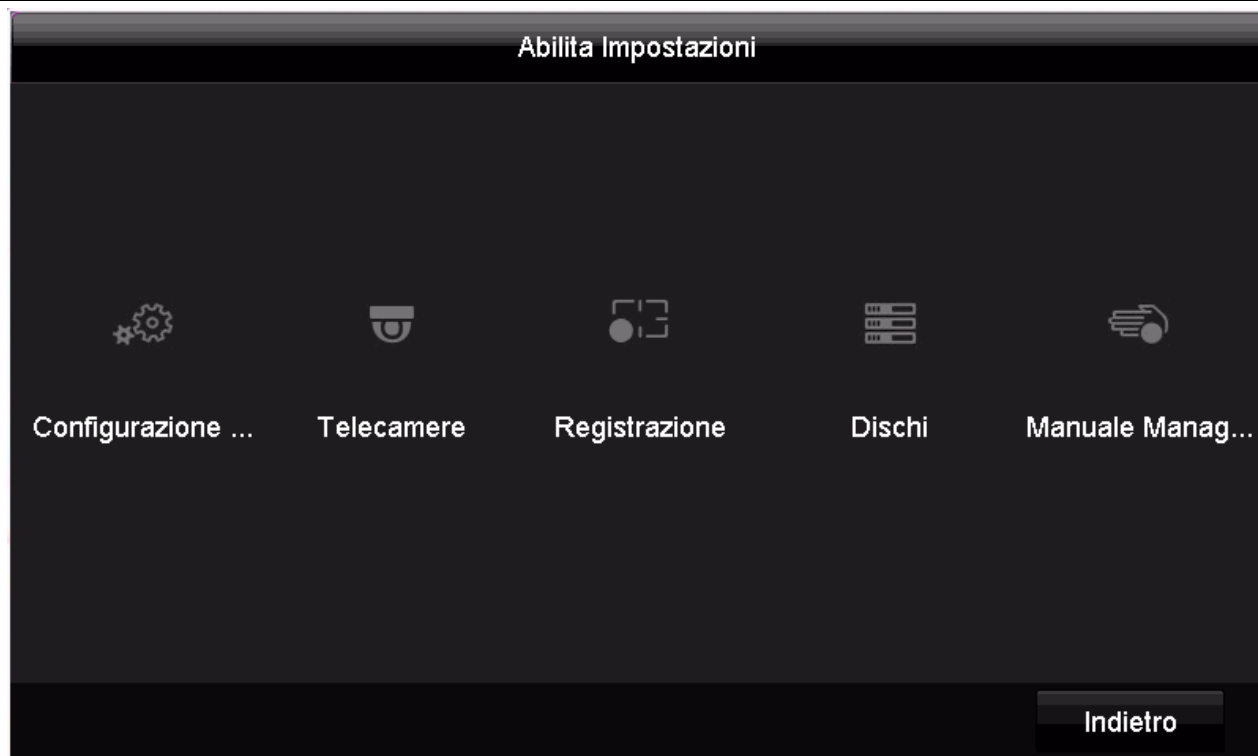 Abilita Impostazioni
Configurazione ...
Telecamere
Registrazione
Dischi
Manuale Manag...
Indietro